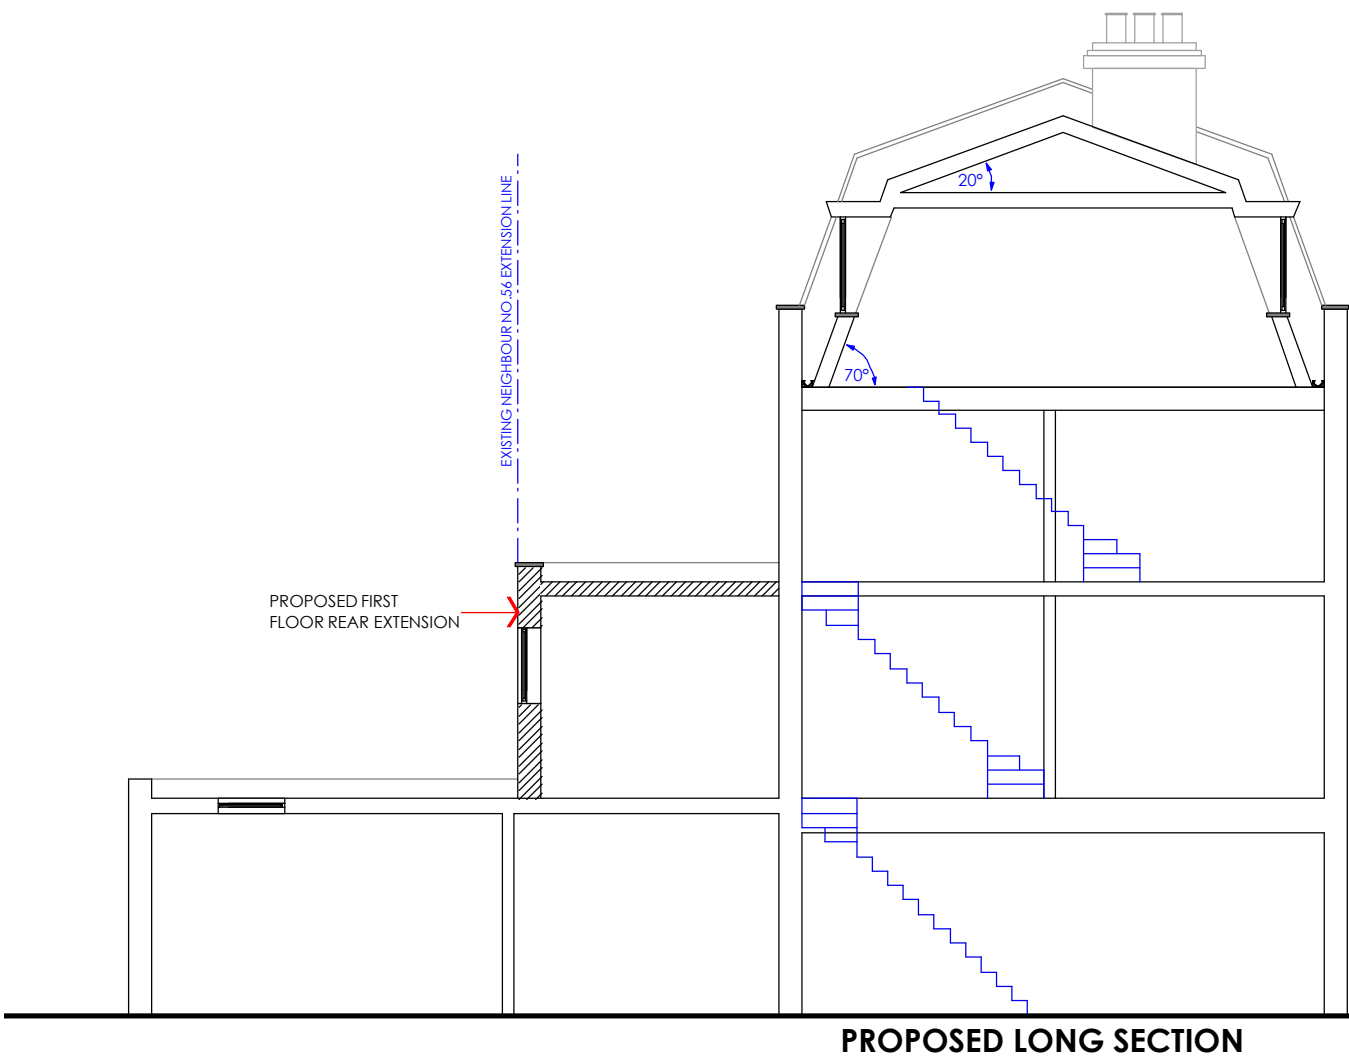 EXISTING NEIGHBOUR NO.56 EXTENSION LINE
20°
70°
PROPOSED FIRST
FLOOR REAR EXTENSION
PROPOSED LONG SECTION